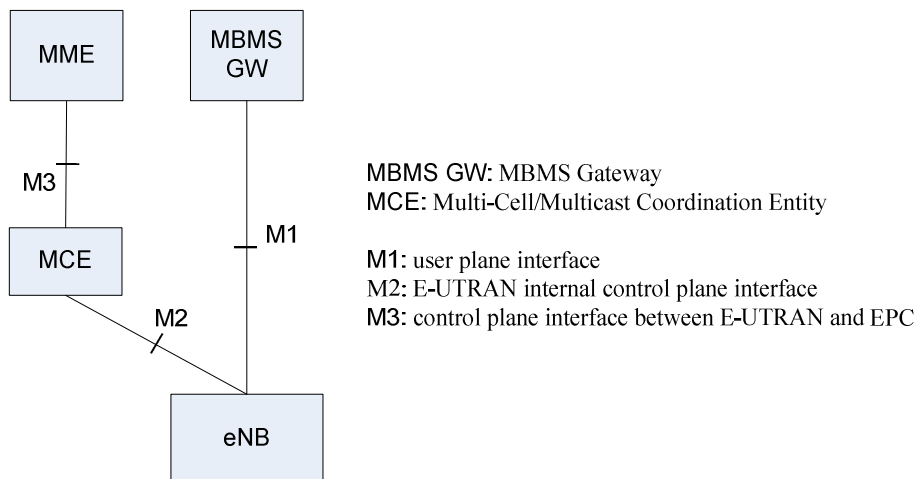 MME
MBMS
GW
M3
M1
MCE
M2
eNB
MBMS GW: MBMS Gateway
MCE: Multi-Cell/Multicast Coordination Entity
M1: user plane interface
M2: E-UTRAN internal control plane interface
M3: control plane interface between E-UTRAN and EPC